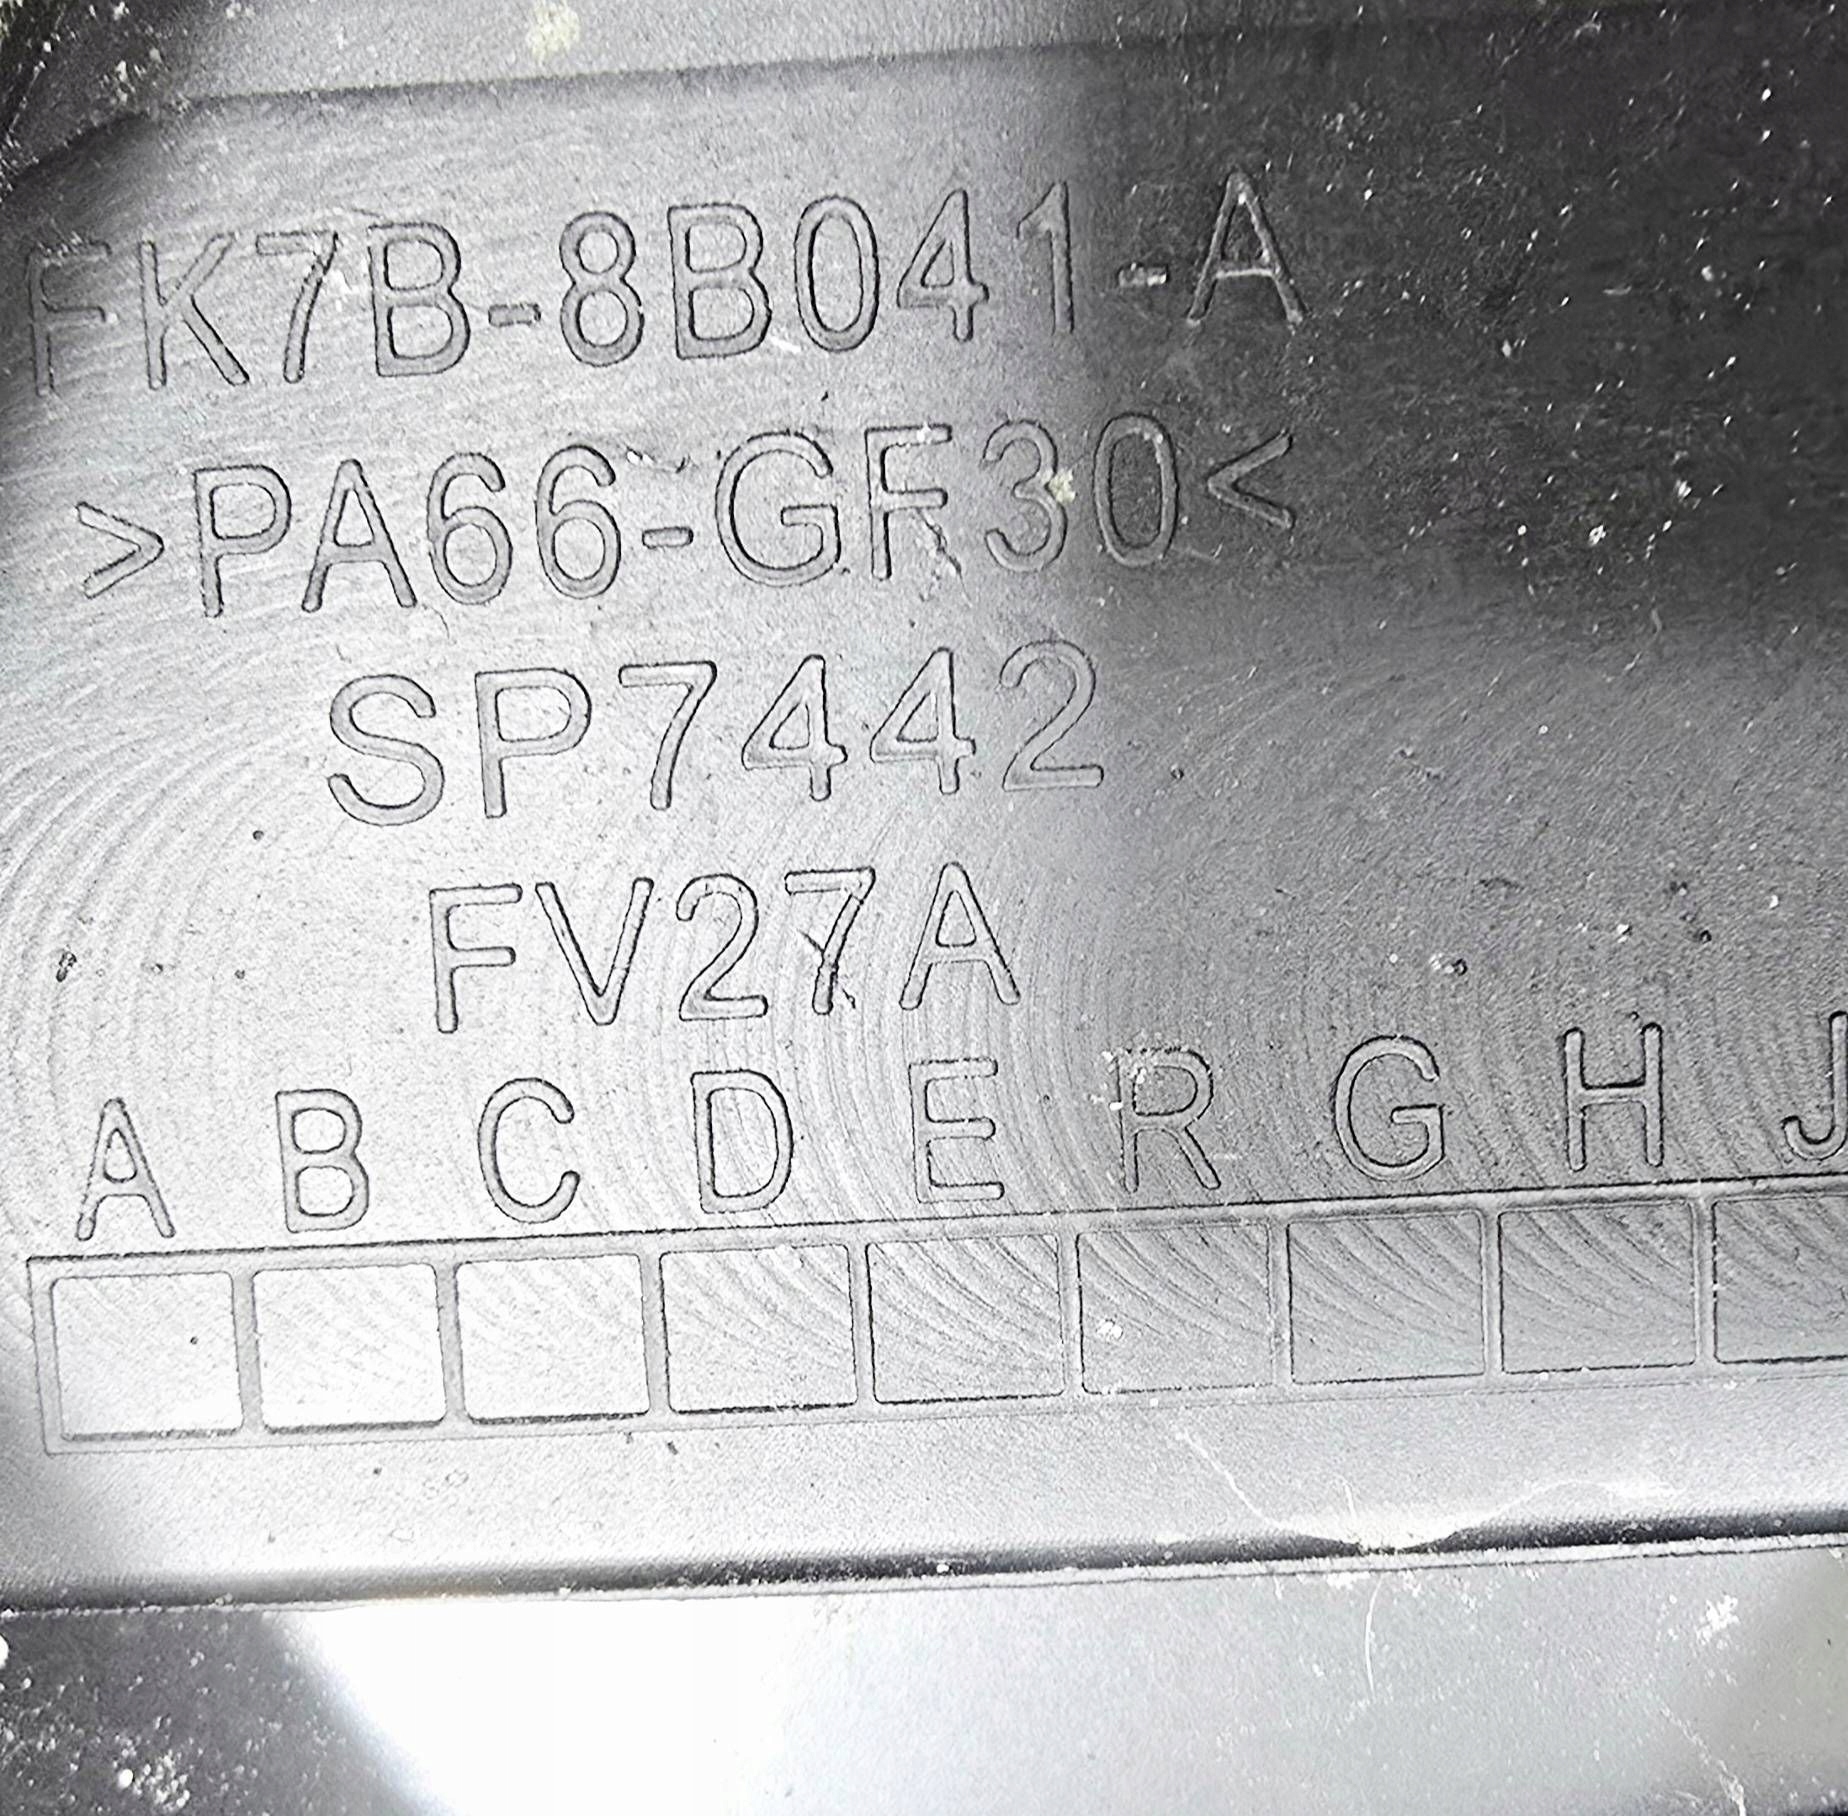 FK7B-8B041-A
>PA66-GF30<
SP7442
FV27A
A B C D E R G H J